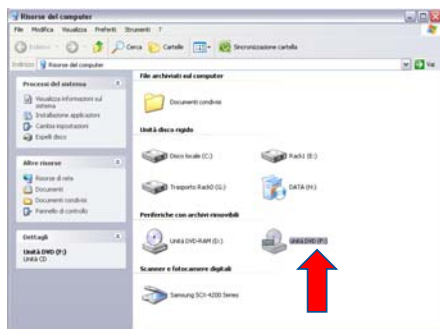 Risorse del computer
File Modifica Visualizza Preferiti Strumenti ?
Indietro Cerca Cartelle Sincronizzazione cartella
Indirizzo Risorse del computer Vai
Processi del sistema
Visualizza informazioni sul sistema
Installazione applicazioni
Cambia impostazioni
Espelli disco
Altre risorse
Risorse di rete
Documenti
Documenti condivisi
Pannello di controllo
Dettagli
Unità DVD (F:)
Unità CD
File archiviati sul computer
Documenti condivisi
Unità disco rigido
Disco locale (C:) Rack1 (E:)
Trasporto Rack0 (G:) DATA (H:)
Periferiche con archivi rimovibili
Unità DVD-RAM (D:) Unità DVD (F:)
Scanner e fotocamere digitali
Samsung SCX-4200 Series